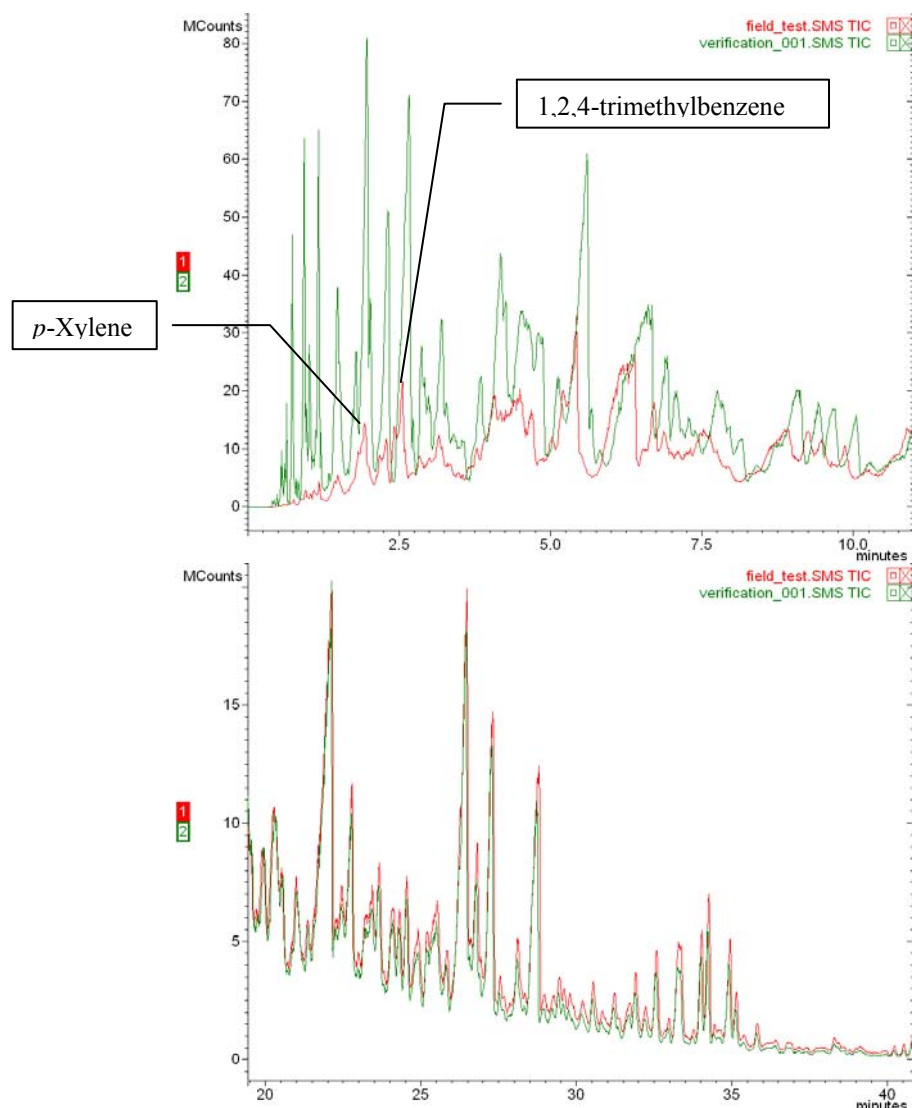 MCounts
field_test.SMS TIC
verification_001.SMS TIC
80
70
1,2,4-trimethylbenzene
60
50
1
2
40
p-Xylene
30
20
10
0
2.5
5.0
7.5
10.0
minutes
MCounts
field_test.SMS TIC
verification_001.SMS TIC
15
1
2
10
5
0
20
25
30
35
40
minutes